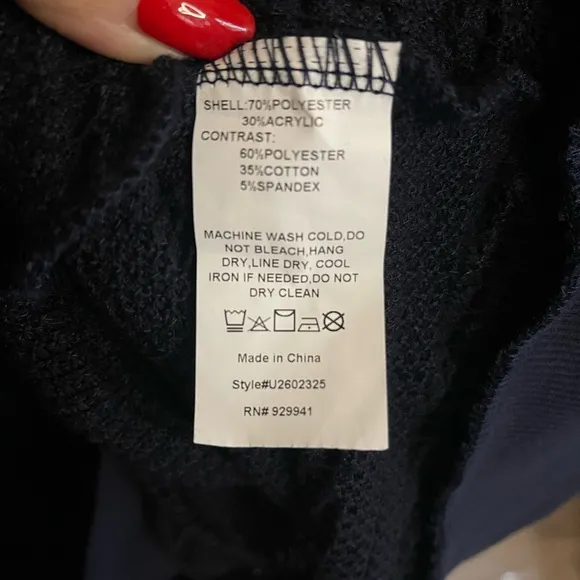 SHELL:70%POLYESTER
30%ACRYLIC
CONTRAST:
60%POLYESTER
35%COTTON
5%SPANDEX
MACHINE WASH COLD,DO
NOT BLEACH,HANG
DRY,LINE DRY, COOL
IRON IF NEEDED,DO NOT
DRY CLEAN
Made in China
Style#U2602325
RN# 929941